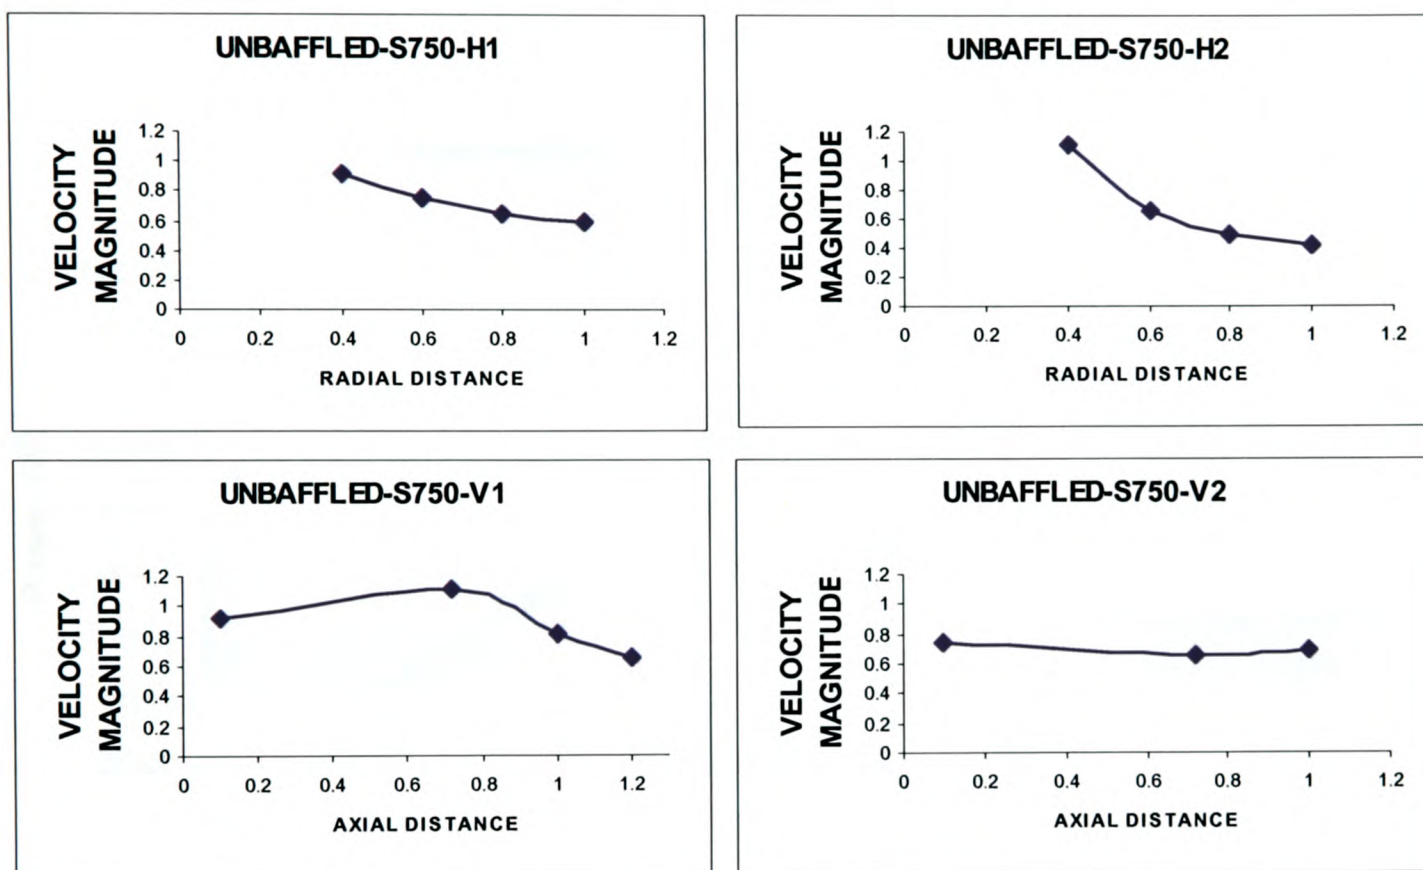 UNBAFFLED-S750-H1
VELOCITY
MAGNITUDE
1.2
1
0.8
0.6
0.4
0.2
0
0 0.2 0.4 0.6 0.8 1 1.2
RADIAL DISTANCE
UNBAFFLED-S750-H2
VELOCITY
MAGNITUDE
1.2
1
0.8
0.6
0.4
0.2
0
0 0.2 0.4 0.6 0.8 1 1.2
RADIAL DISTANCE
UNBAFFLED-S750-V1
VELOCITY
MAGNITUDE
1.2
1
0.8
0.6
0.4
0.2
0
0 0.2 0.4 0.6 0.8 1 1.2
AXIAL DISTANCE
UNBAFFLED-S750-V2
VELOCITY
MAGNITUDE
1.2
1
0.8
0.6
0.4
0.2
0
0 0.2 0.4 0.6 0.8 1 1.2
AXIAL DISTANCE